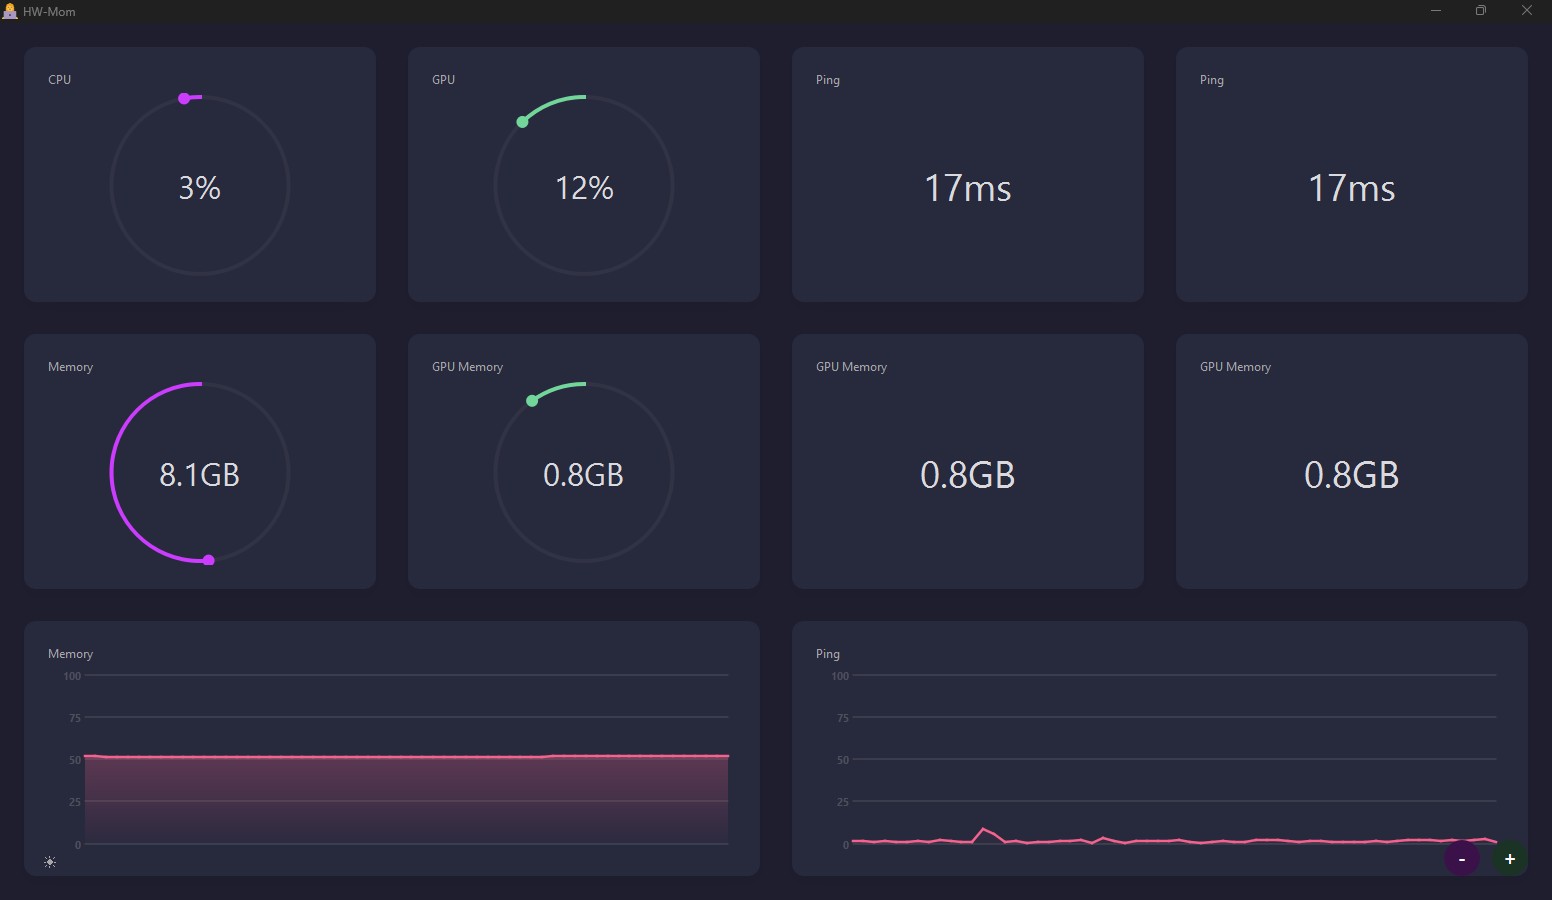 HW-Mom
CPU
3%
GPU
12%
Ping
17ms
Ping
17ms
Memory
8.1GB
GPU Memory
0.8GB
GPU Memory
0.8GB
GPU Memory
0.8GB
Memory
100
75
50
25
0
Ping
100
75
50
25
0
-
+